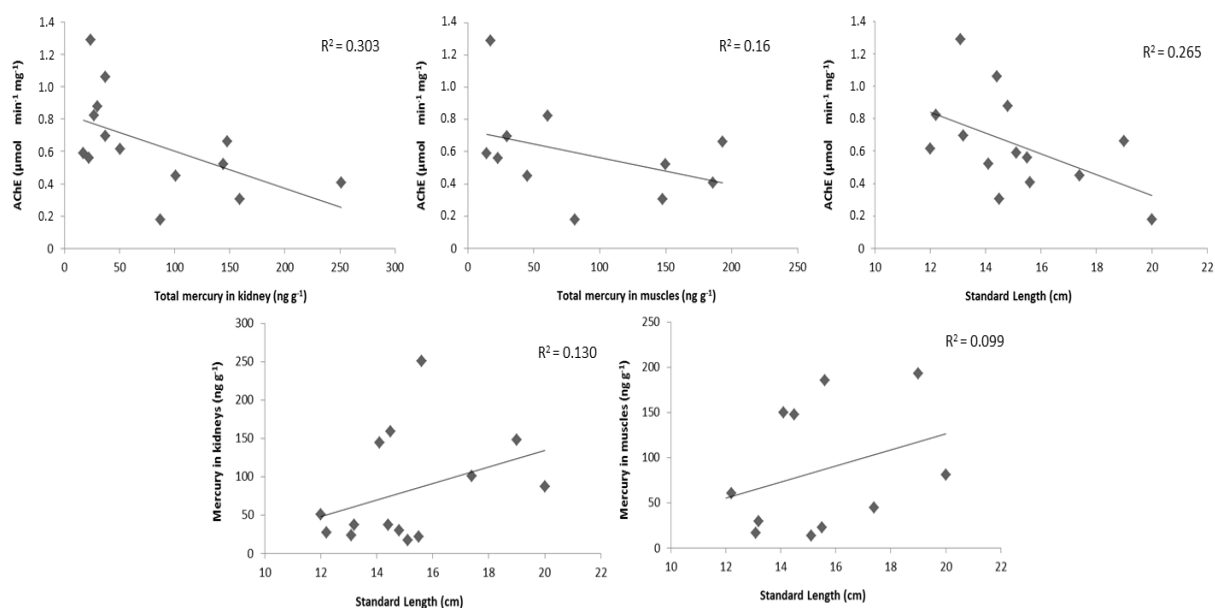 R² = 0.303
AChE (μmol min⁻¹ mg⁻¹)
1.4
1.2
1.0
0.8
0.6
0.4
0.2
0
0 50 100 150 200 250 300
Total mercury in kidney (ng g⁻¹)
R² = 0.16
AChE (μmol min⁻¹ mg⁻¹)
1.4
1.2
1.0
0.8
0.6
0.4
0.2
0
0 50 100 150 200 250
Total mercury in muscles (ng g⁻¹)
R² = 0.265
AChE (μmol min⁻¹ mg⁻¹)
1.4
1.2
1.0
0.8
0.6
0.4
0.2
0
10 12 14 16 18 20 22
Standard Length (cm)
R² = 0.130
Mercury in kidneys (ng g⁻¹)
300
250
200
150
100
50
0
10 12 14 16 18 20 22
Standard Length (cm)
R² = 0.099
Mercury in muscles (ng g⁻¹)
250
200
150
100
50
0
10 12 14 16 18 20 22
Standard Length (cm)